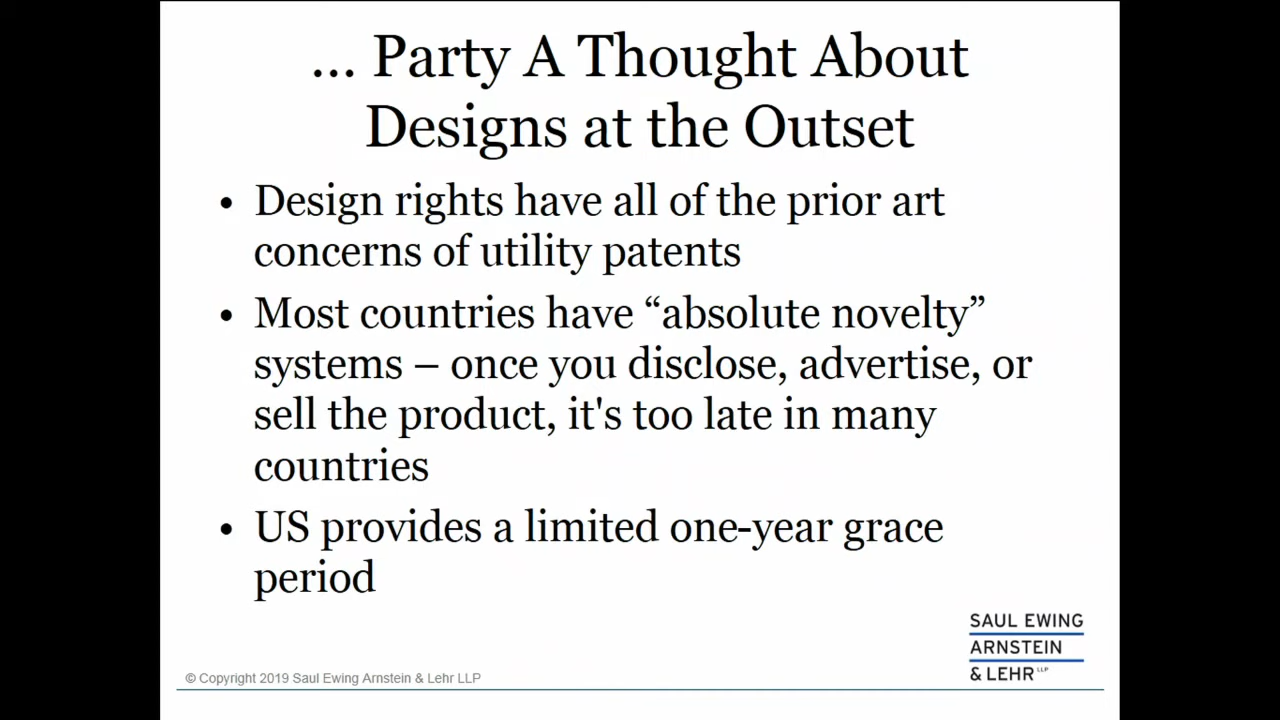 ... Party A Thought About
Designs at the Outset
• Design rights have all of the prior art
concerns of utility patents
• Most countries have “absolute novelty”
systems – once you disclose, advertise, or
sell the product, it's too late in many
countries
• US provides a limited one-year grace
period
SAUL EWING
ARNSTEIN
& LEHR LLP
© Copyright 2019 Saul Ewing Arnstein & Lehr LLP